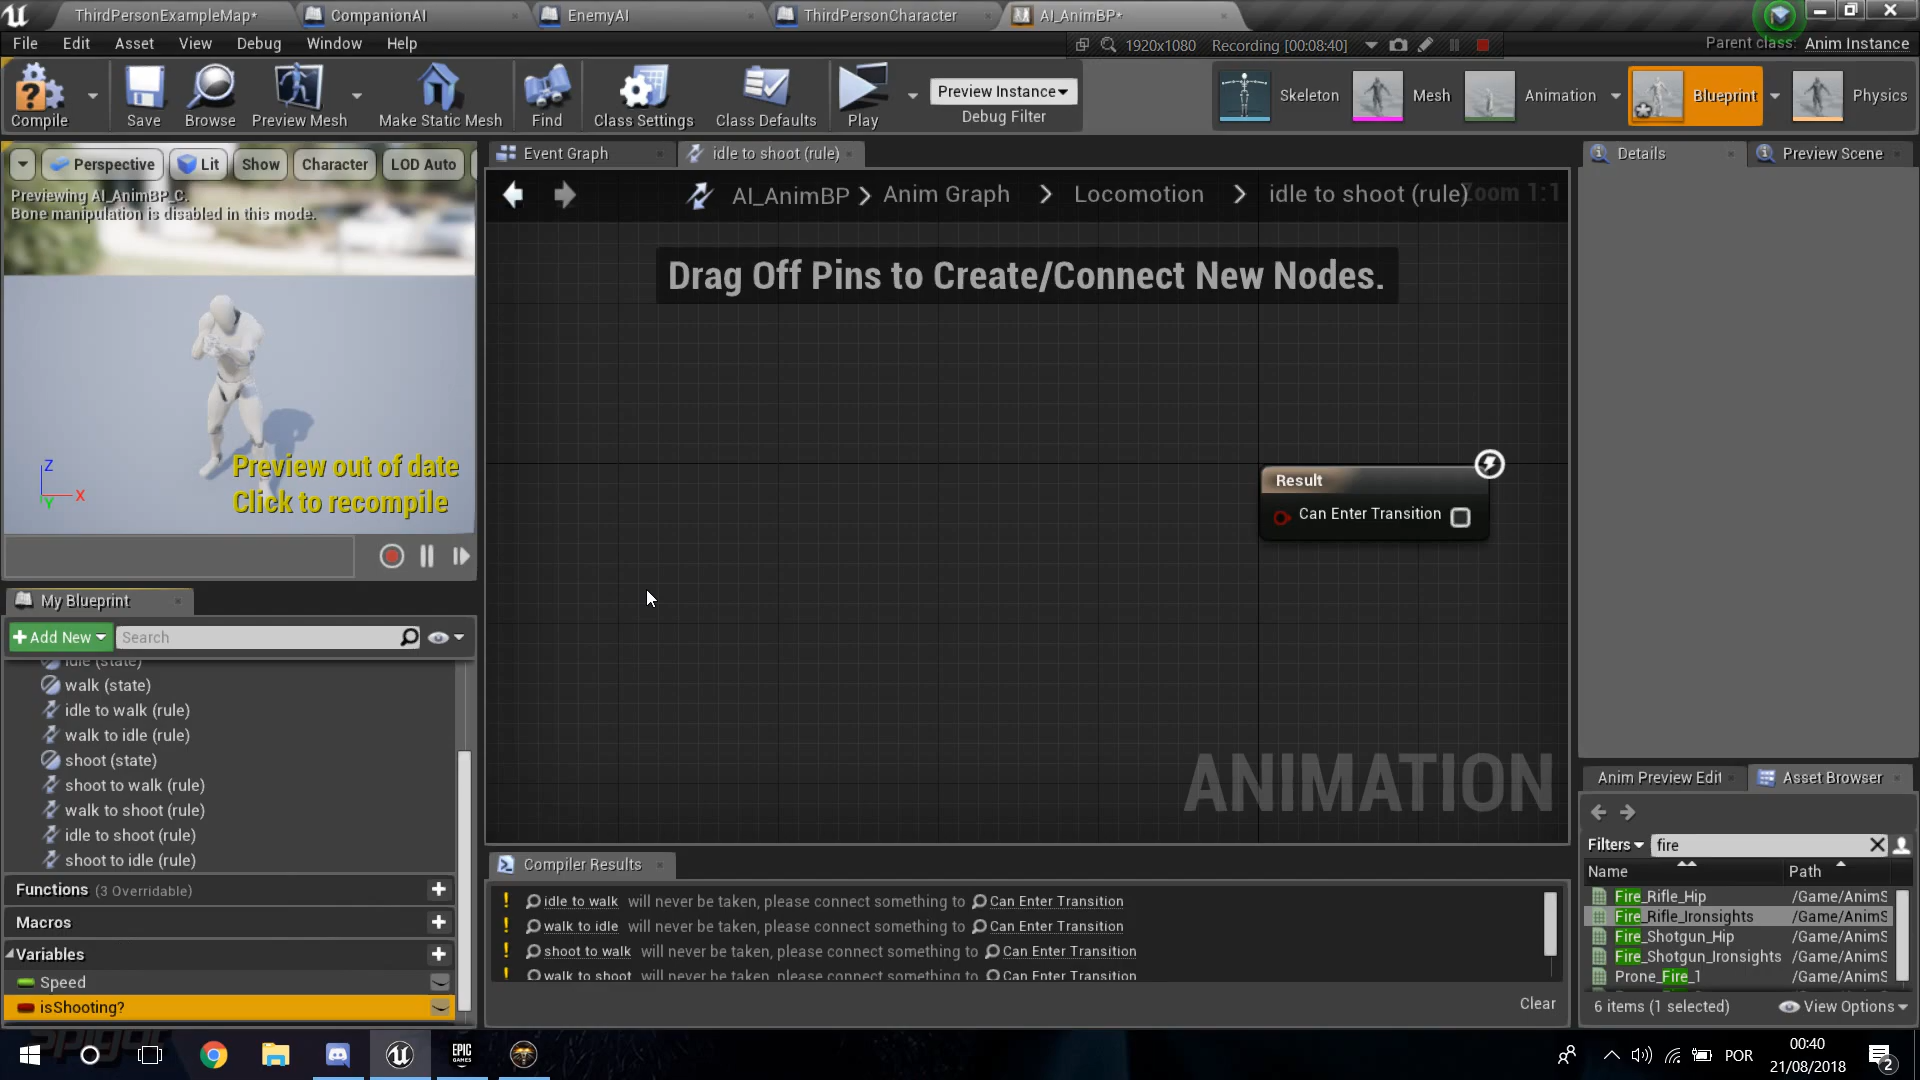 ThirdPersonExampleMap*
CompanionAI
EnemyAI
ThirdPersonCharacter
AI_AnimBP*
File Edit Asset View Debug Window Help
1920x1080 Recording [00:08:40]
Parent class: Anim Instance
Compile
Save
Browse
Preview Mesh
Make Static Mesh
Find
Class Settings
Class Defaults
Play
Preview Instance
Debug Filter
Skeleton
Mesh
Animation
Blueprint
Physics
Perspective Lit Show Character LOD Auto
Previewing AI_AnimBP_C.
Bone manipulation is disabled in this mode.
Z
X
Y
Preview out of date
Click to recompile
Event Graph
idle to shoot (rule)
AI_AnimBP > Anim Graph > Locomotion > idle to shoot (rule)
Zoom 1:1
Drag Off Pins to Create/Connect New Nodes.
Result
Can Enter Transition
ANIMATION
Details
Preview Scene
My Blueprint
Add New
Search
idle (state)
walk (state)
idle to walk (rule)
walk to idle (rule)
shoot (state)
shoot to walk (rule)
walk to shoot (rule)
idle to shoot (rule)
shoot to idle (rule)
Functions (3 Overridable)
Macros
Variables
Speed
isShooting?
Compiler Results
! idle to walk will never be taken, please connect something to Can Enter Transition
! walk to idle will never be taken, please connect something to Can Enter Transition
! shoot to walk will never be taken, please connect something to Can Enter Transition
! walk to shoot will never be taken, please connect something to Can Enter Transition
Clear
Anim Preview Edit
Asset Browser
Filters
fire
Name Path
Fire_Rifle_Hip /Game/AnimS
Fire_Rifle_Ironsights /Game/AnimS
Fire_Shotgun_Hip /Game/AnimS
Fire_Shotgun_Ironsights /Game/AnimS
Prone_Fire_1 /Game/AnimS
6 items (1 selected)
View Options
EPIC GAMES
POR
00:40
21/08/2018
2